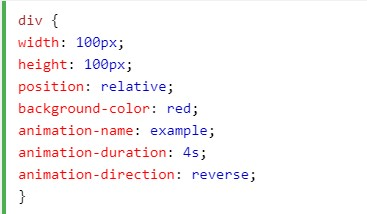 div {
width: 100px;
height: 100px;
position: relative;
background-color: red;
animation-name: example;
animation-duration: 4s;
animation-direction: reverse;
}